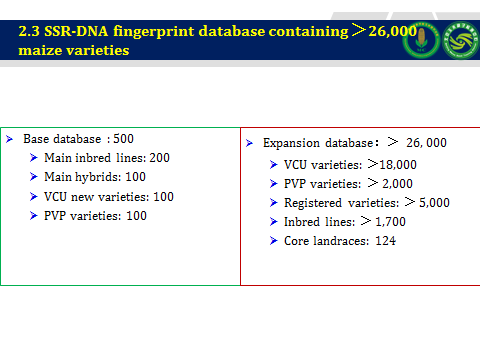 2.3 SSR-DNA fingerprint database containing ＞26,000
maize varieties
➤ Base database : 500
➤ Main inbred lines: 200
➤ Main hybrids: 100
➤ VCU new varieties: 100
➤ PVP varieties: 100
➤ Expansion database： ＞ 26, 000
➤ VCU varieties: >18,000
➤ PVP varieties: ＞ 2,000
➤ Registered varieties: ＞ 5,000
➤ Inbred lines: ＞ 1,700
➤ Core landraces: 124